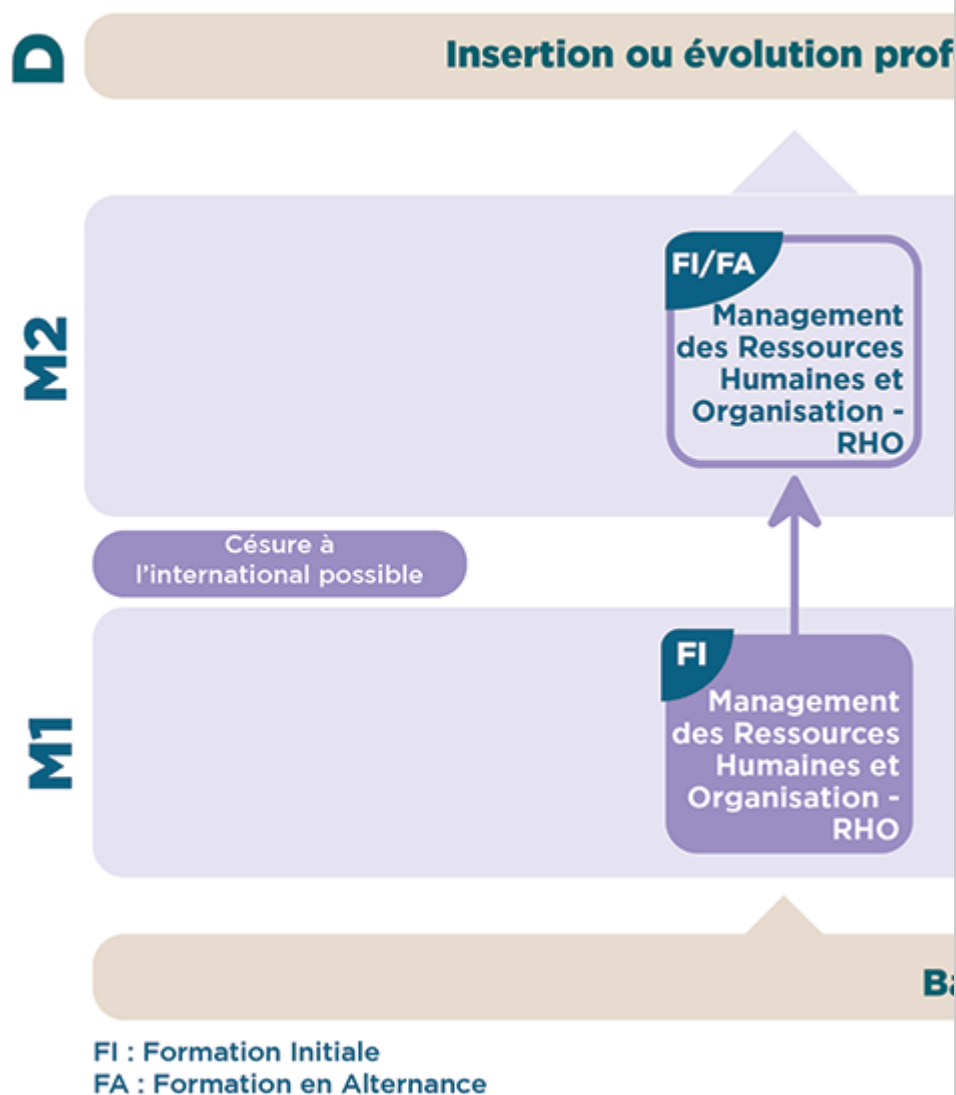 D
Insertion ou évolution prof
M2
FI/FA
Management
des Ressources
Humaines et
Organisation -
RHO
Césure à
l'international possible
M1
FI
Management
des Ressources
Humaines et
Organisation -
RHO
FI : Formation Initiale
FA : Formation en Alternance